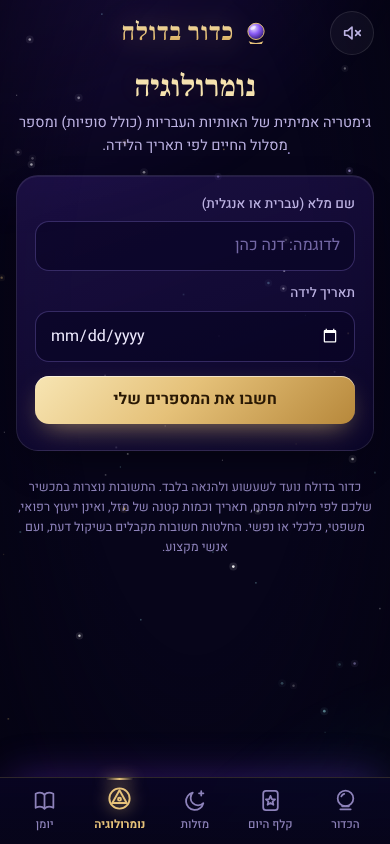 כדור בדולח
נומרולוגיה
גימטריה אמיתית של האותיות העבריות (כולל סופיות) ומספר
מסלול החיים לפי תאריך הלידה.
שם מלא (עברית או אנגלית)
לדוגמה: דנה כהן
תאריך לידה
mm/dd/yyyy
חשבו את המספרים שלי
כדור בדולח נועד לשעשוע ולהנאה בלבד. התשובות נוצרות במכשיר
שלכם לפי מילות מפתח, תאריך וכמות קטנה של מזל, ואינן ייעוץ רפואי,
משפטי, כלכלי או נפשי. החלטות חשובות מקבלים בשיקול דעת, ועם
אנשי מקצוע.
הכדור
קלף היום
מזלות
נומרולוגיה
יומן